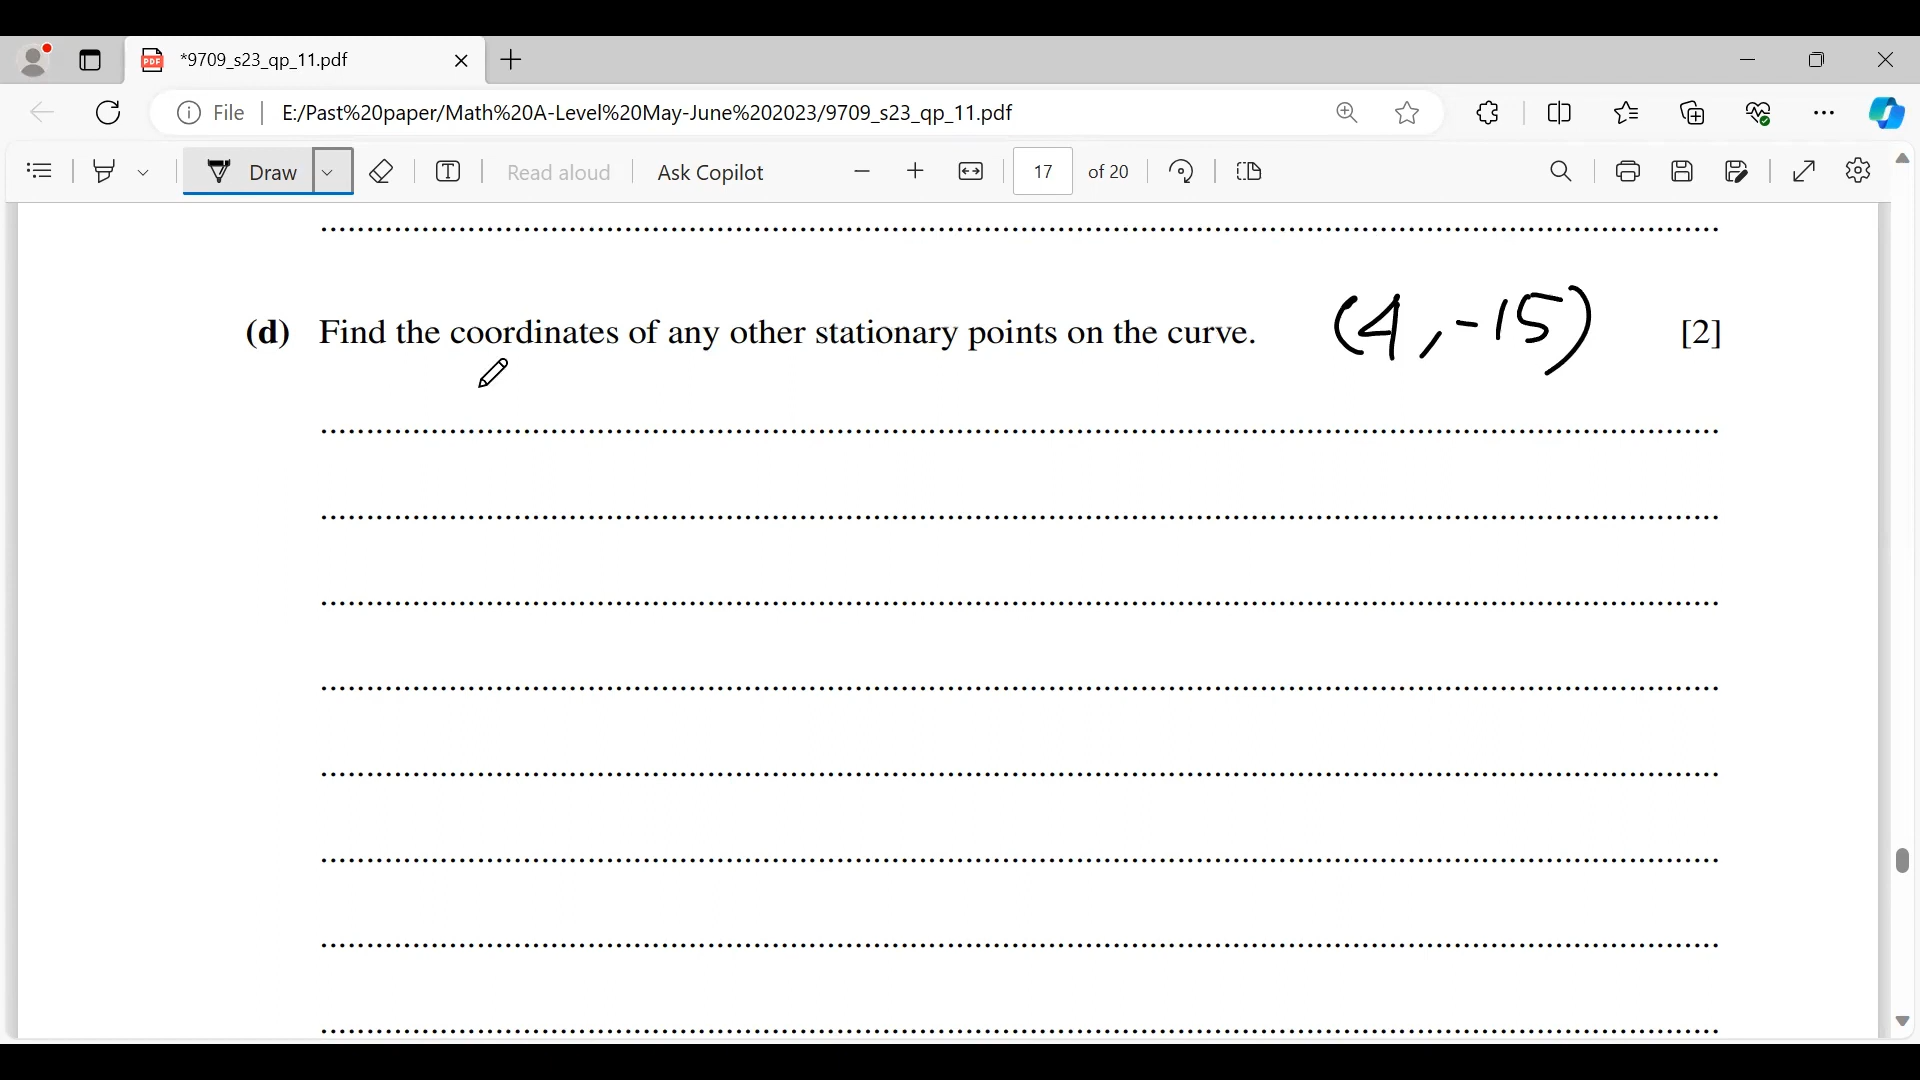 *9709_s23_qp_11.pdf
File E:/Past%20paper/Math%20A-Level%20May-June%202023/9709_s23_qp_11.pdf
Draw Read aloud Ask Copilot 17 of 20
(d) Find the coordinates of any other stationary points on the curve. (4,-15) [2]